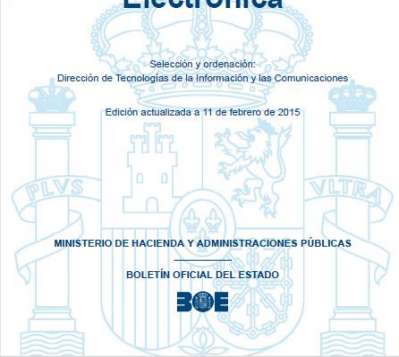 Electrónica
Selección y ordenación:
Dirección de Tecnologías de la Información y las Comunicaciones
Edición actualizada a 11 de febrero de 2015
PLVS
VLTRA
MINISTERIO DE HACIENDA Y ADMINISTRACIONES PÚBLICAS
BOLETÍN OFICIAL DEL ESTADO
BOE